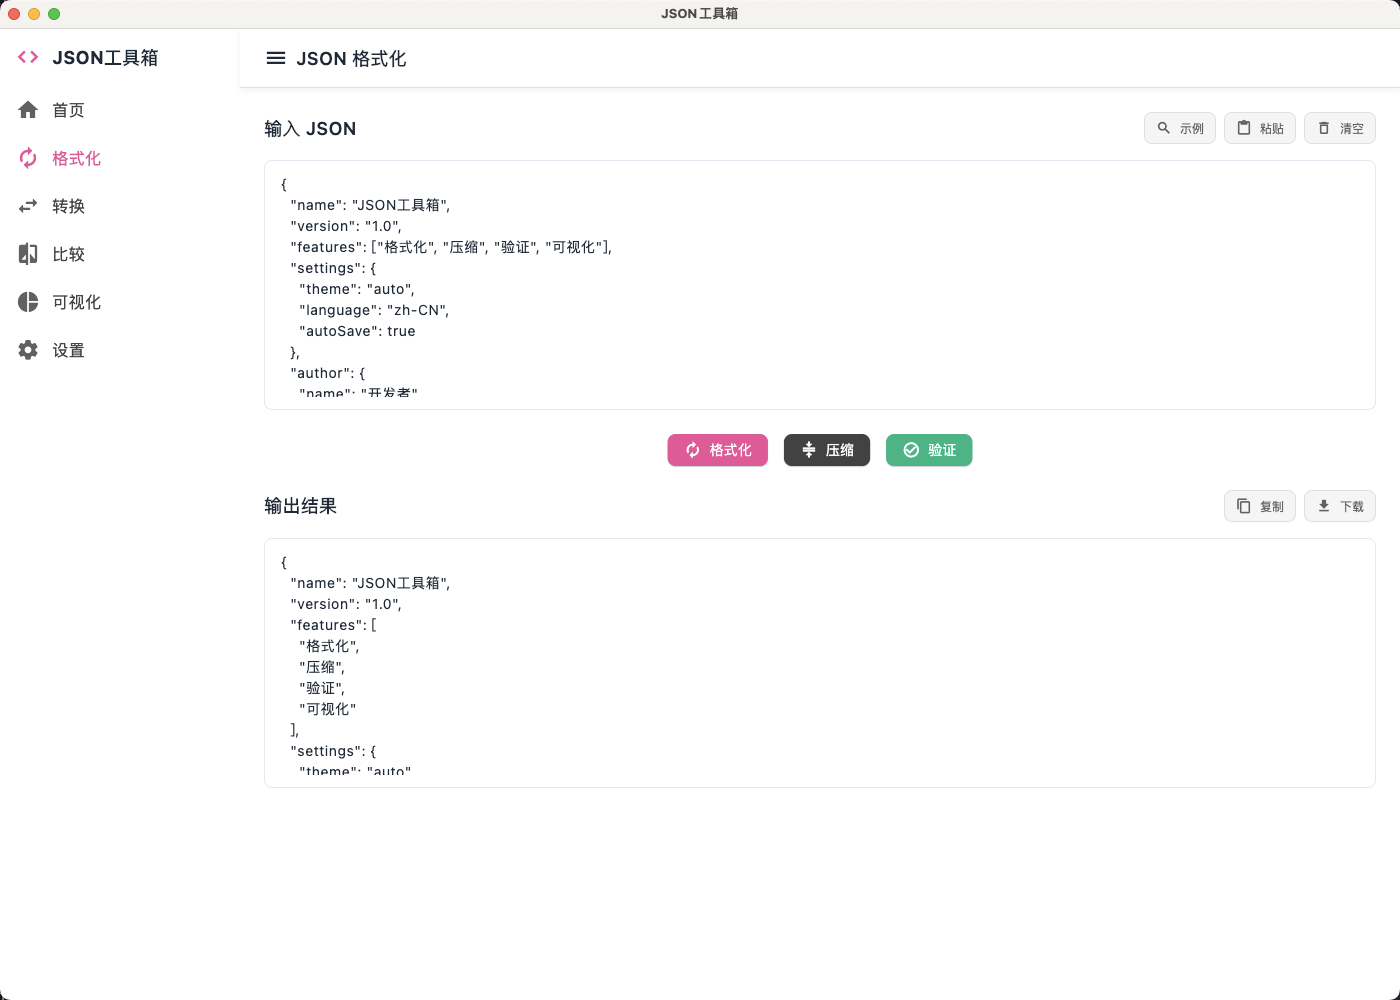 JSON 工具箱
JSON工具箱
首页
格式化
转换
比较
可视化
设置
JSON 格式化
输入 JSON
示例
粘贴
清空
{
"name": "JSON工具箱",
"version": "1.0",
"features": ["格式化", "压缩", "验证", "可视化"],
"settings": {
"theme": "auto",
"language": "zh-CN",
"autoSave": true
},
"author": {
"name": "开发者"
格式化
压缩
验证
输出结果
复制
下载
{
"name": "JSON工具箱",
"version": "1.0",
"features": [
"格式化",
"压缩",
"验证",
"可视化"
],
"settings": {
"theme": "auto"